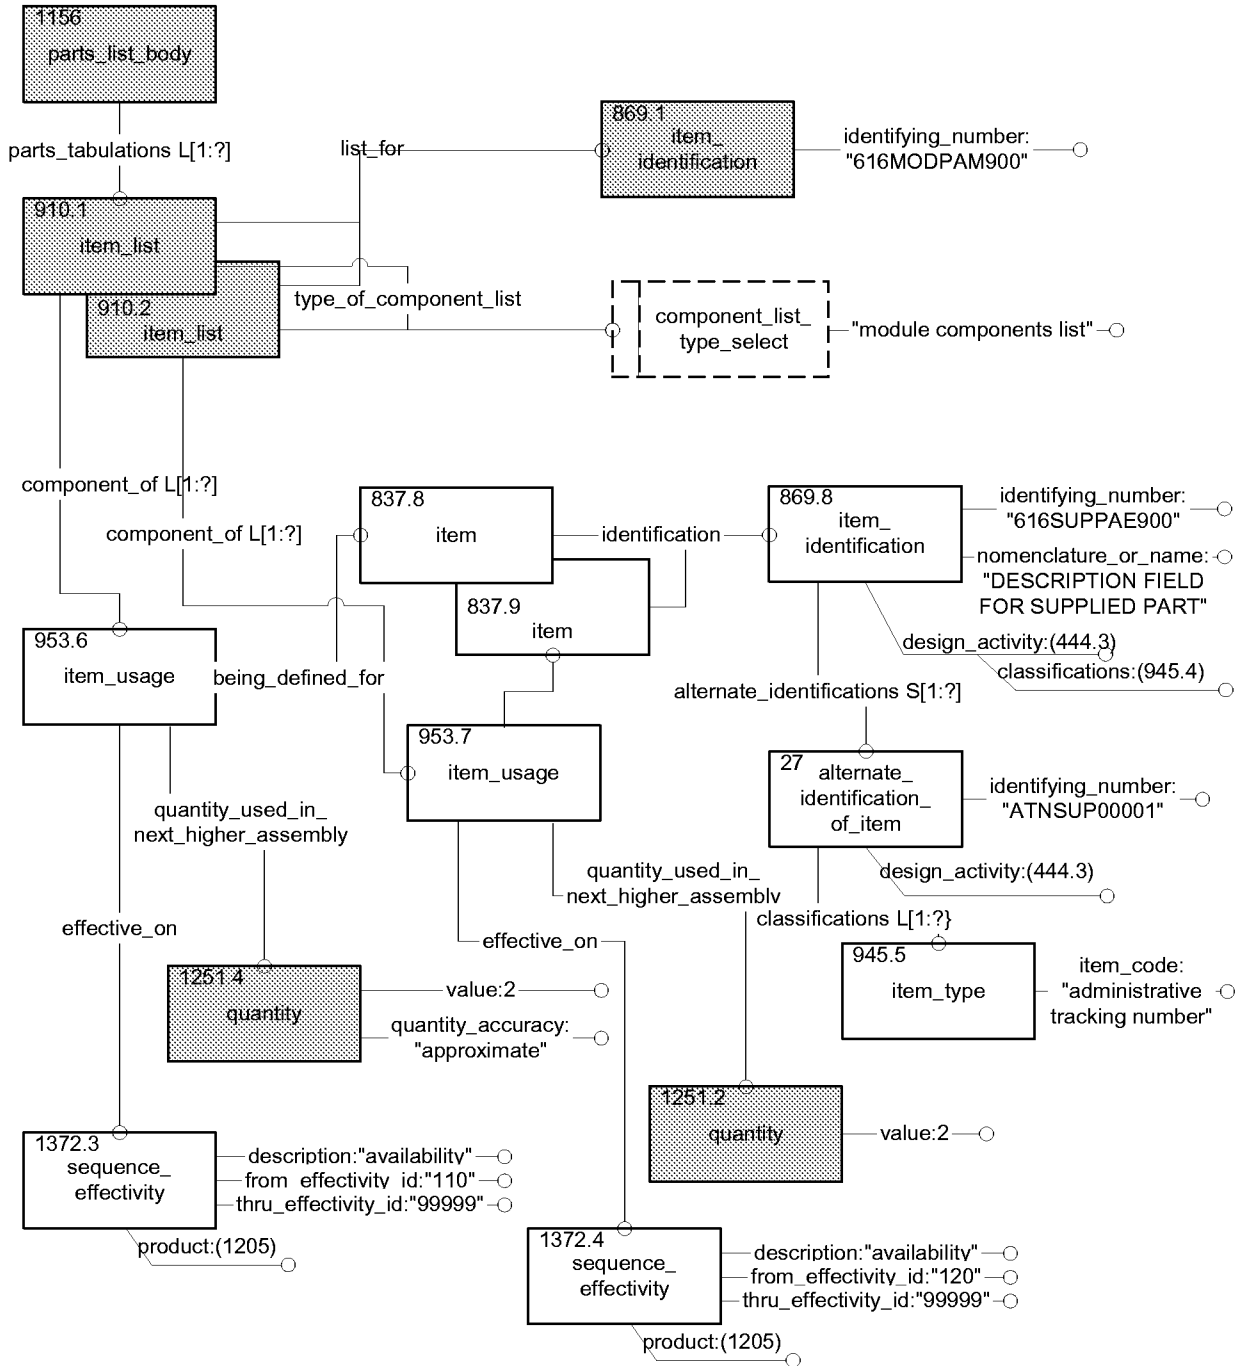 1156
parts_list_body
parts_tabulations L[1:?]
list_for
869.1
item_
identification
identifying_number:
"616MODPAM900"
910.1
item_list
910.2
item_list
type_of_component_list
component_list_
type_select
"module components list"
component_of L[1:?]
component_of L[1:?]
837.8
item
identification
837.9
item
869.8
item_
identification
identifying_number:
"616SUPPAE900"
nomenclature_or_name:
"DESCRIPTION FIELD
FOR SUPPLIED PART"
design_activity:(444.3)
classifications:(945.4)
953.6
item_usage
being_defined_for
alternate_identifications S[1:?]
953.7
item_usage
27
alternate_
identification_
of_item
identifying_number:
"ATNSUP00001"
quantity_used_in_
next_higher_assembly
quantity_used_in_
next_higher_assembly
design_activity:(444.3)
classifications L[1:?}
effective_on
effective_on
945.5
item_type
item_code:
"administrative
tracking number"
1251.4
quantity
value:2
quantity_accuracy:
"approximate"
1251.2
quantity
value:2
1372.3
sequence_
effectivity
description:"availability"
from_effectivity_id:"110"
thru_effectivity_id:"99999"
product:(1205)
1372.4
sequence_
effectivity
description:"availability"
from_effectivity_id:"120"
thru_effectivity_id:"99999"
product:(1205)